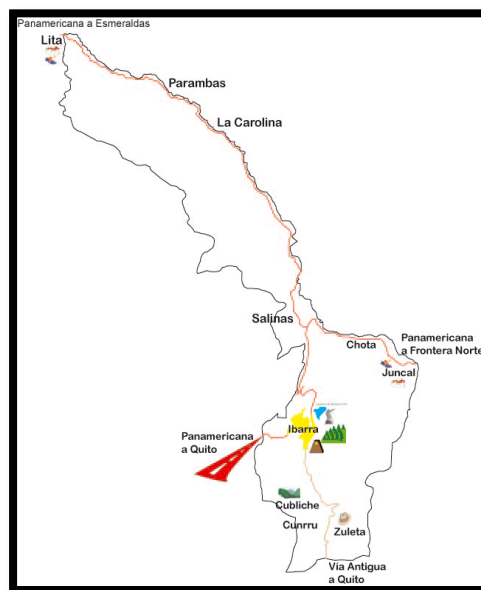 Panamericana a Esmeraldas
Lita
Parambas
La Carolina
Salinas
Chota
Panamericana
a Frontera Norte
Juncal
Ibarra
Panamericana
a Quito
Cubliche
Cunrru
Zuleta
Vía Antigua
a Quito